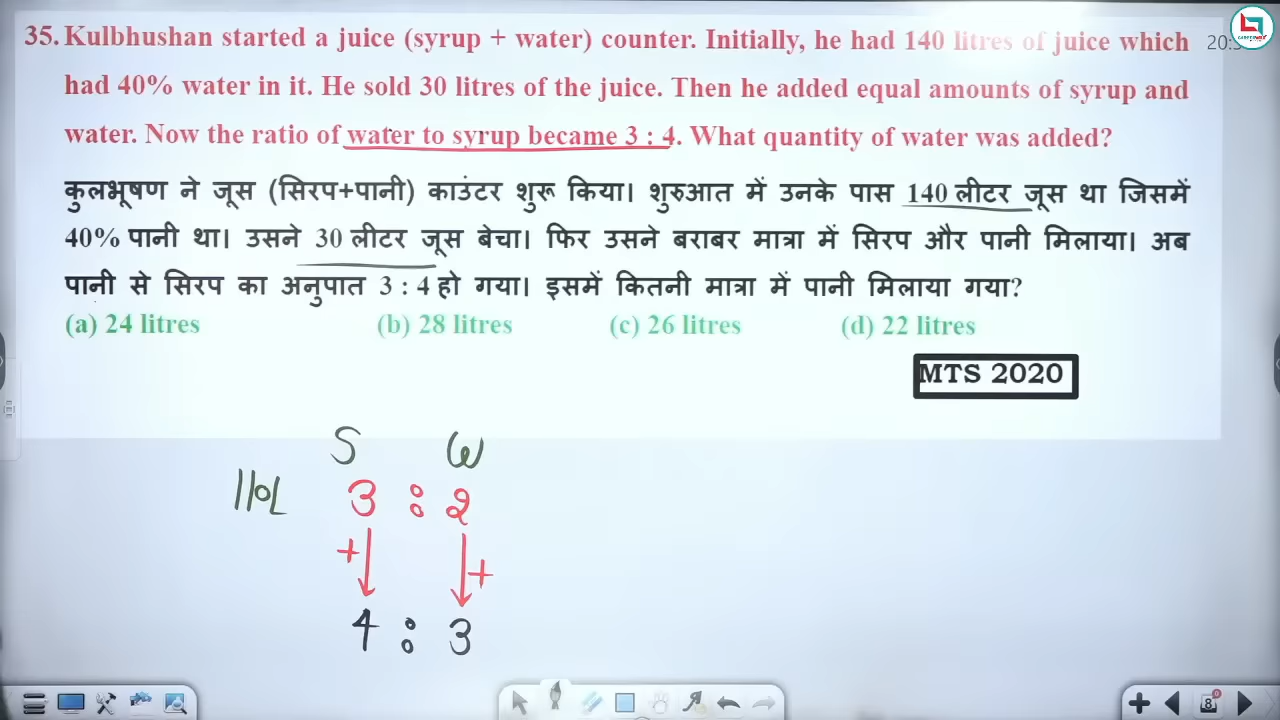 35. Kulbhushan started a juice (syrup + water) counter. Initially, he had 140 litres of juice which
had 40% water in it. He sold 30 litres of the juice. Then he added equal amounts of syrup and
water. Now the ratio of water to syrup became 3 : 4. What quantity of water was added?
कुलभूषण ने जूस (सिरप+पानी) काउंटर शुरू किया। शुरुआत में उनके पास 140 लीटर जूस था जिसमें
40% पानी था। उसने 30 लीटर जूस बेचा। फिर उसने बराबर मात्रा में सिरप और पानी मिलाया। अब
पानी से सिरप का अनुपात 3 : 4 हो गया। इसमें कितनी मात्रा में पानी मिलाया गया?
(a) 24 litres (b) 28 litres (c) 26 litres (d) 22 litres
MTS 2020
S W
110L 3 : 2
+ +
4 : 3
8